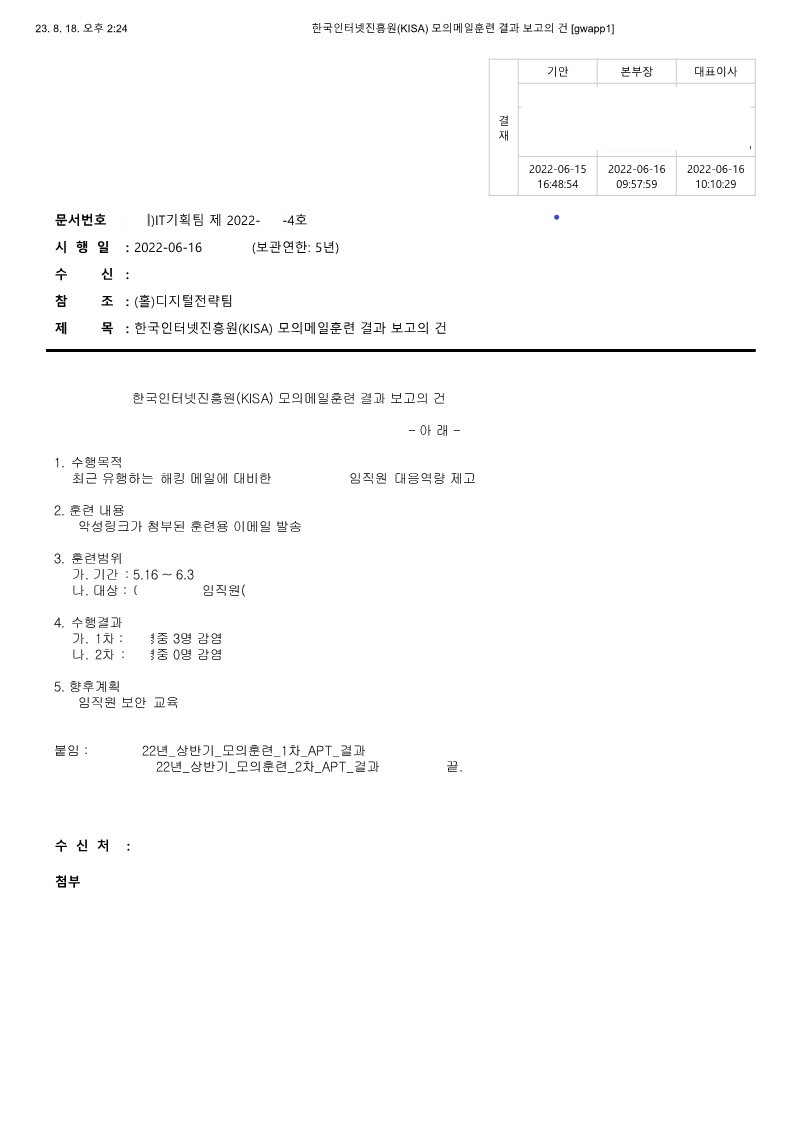 23. 8. 18. 오후 2:24 한국인터넷진흥원(KISA) 모의메일훈련 결과 보고의 건 [gwapp1]
결재 기안 본부장 대표이사
2022-06-15 2022-06-16 2022-06-16
16:48:54 09:57:59 10:10:29
문서번호 )IT기획팀 제 2022- -4호
시 행 일 : 2022-06-16 (보관연한: 5년)
수 신 :
참 조 : (홀)디지털전략팀
제 목 : 한국인터넷진흥원(KISA) 모의메일훈련 결과 보고의 건
한국인터넷진흥원(KISA) 모의메일훈련 결과 보고의 건
- 아 래 -
1. 수행목적
최근 유행하는 해킹 메일에 대비한 임직원 대응역량 제고
2. 훈련 내용
악성링크가 첨부된 훈련용 이메일 발송
3. 훈련범위
가. 기간 : 5.16 ~ 6.3
나. 대상 : ( 임직원(
4. 수행결과
가. 1차 : 중 3명 감염
나. 2차 : 중 0명 감염
5. 향후계획
임직원 보안 교육
붙임 : 22년_상반기_모의훈련_1차_APT_결과
22년_상반기_모의훈련_2차_APT_결과 끝.
수 신 처 :
첨부